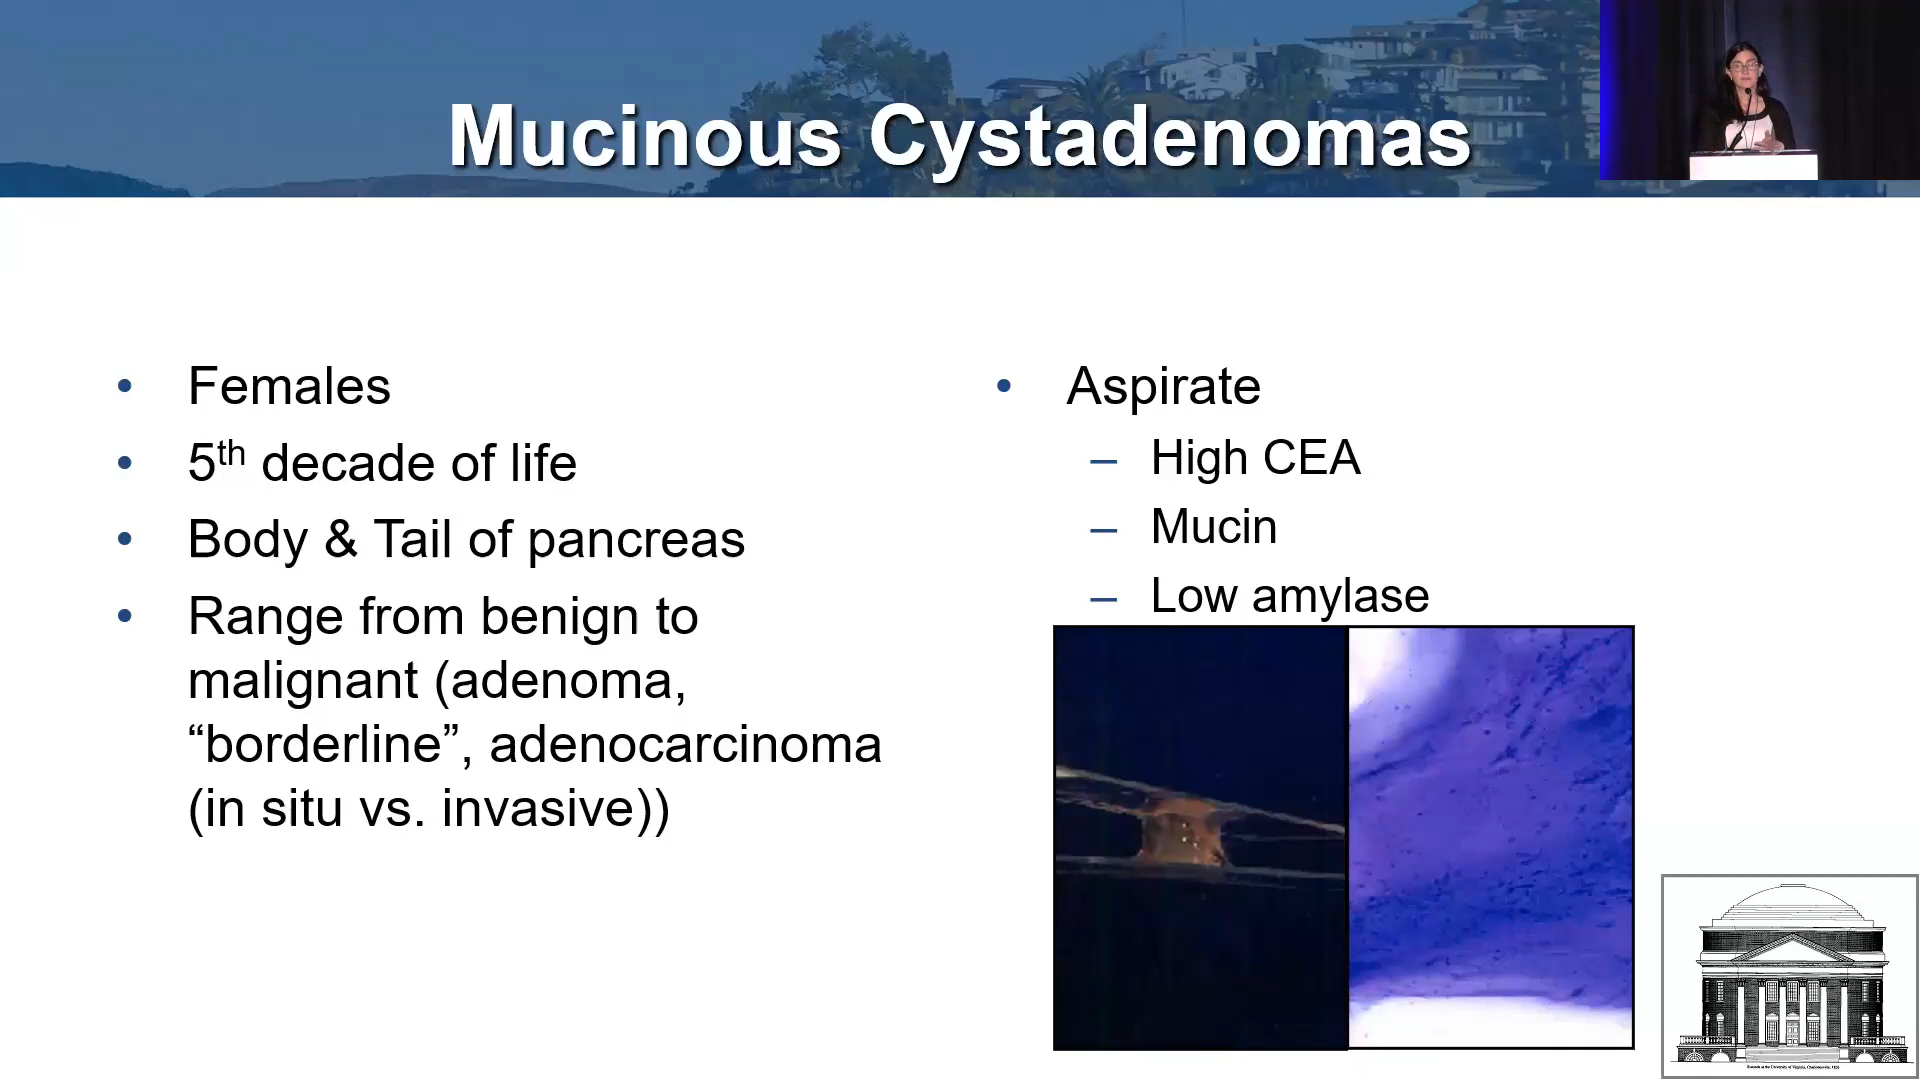 Mucinous Cystadenomas
• Females
• 5th decade of life
• Body & Tail of pancreas
• Range from benign to
malignant (adenoma,
“borderline”, adenocarcinoma
(in situ vs. invasive))
• Aspirate
– High CEA
– Mucin
– Low amylase